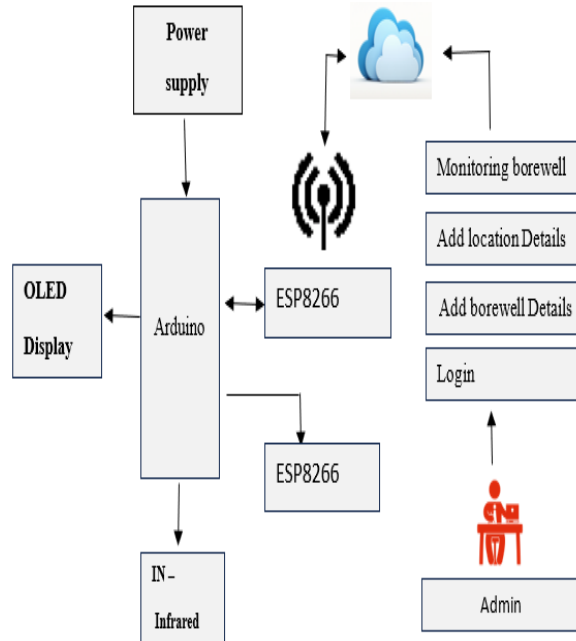 Power
supply
Monitoring borewell
Add location Details
OLED
Display
Arduino
ESP8266
Add borewell Details
Login
ESP8266
IN –
Infrared
Admin